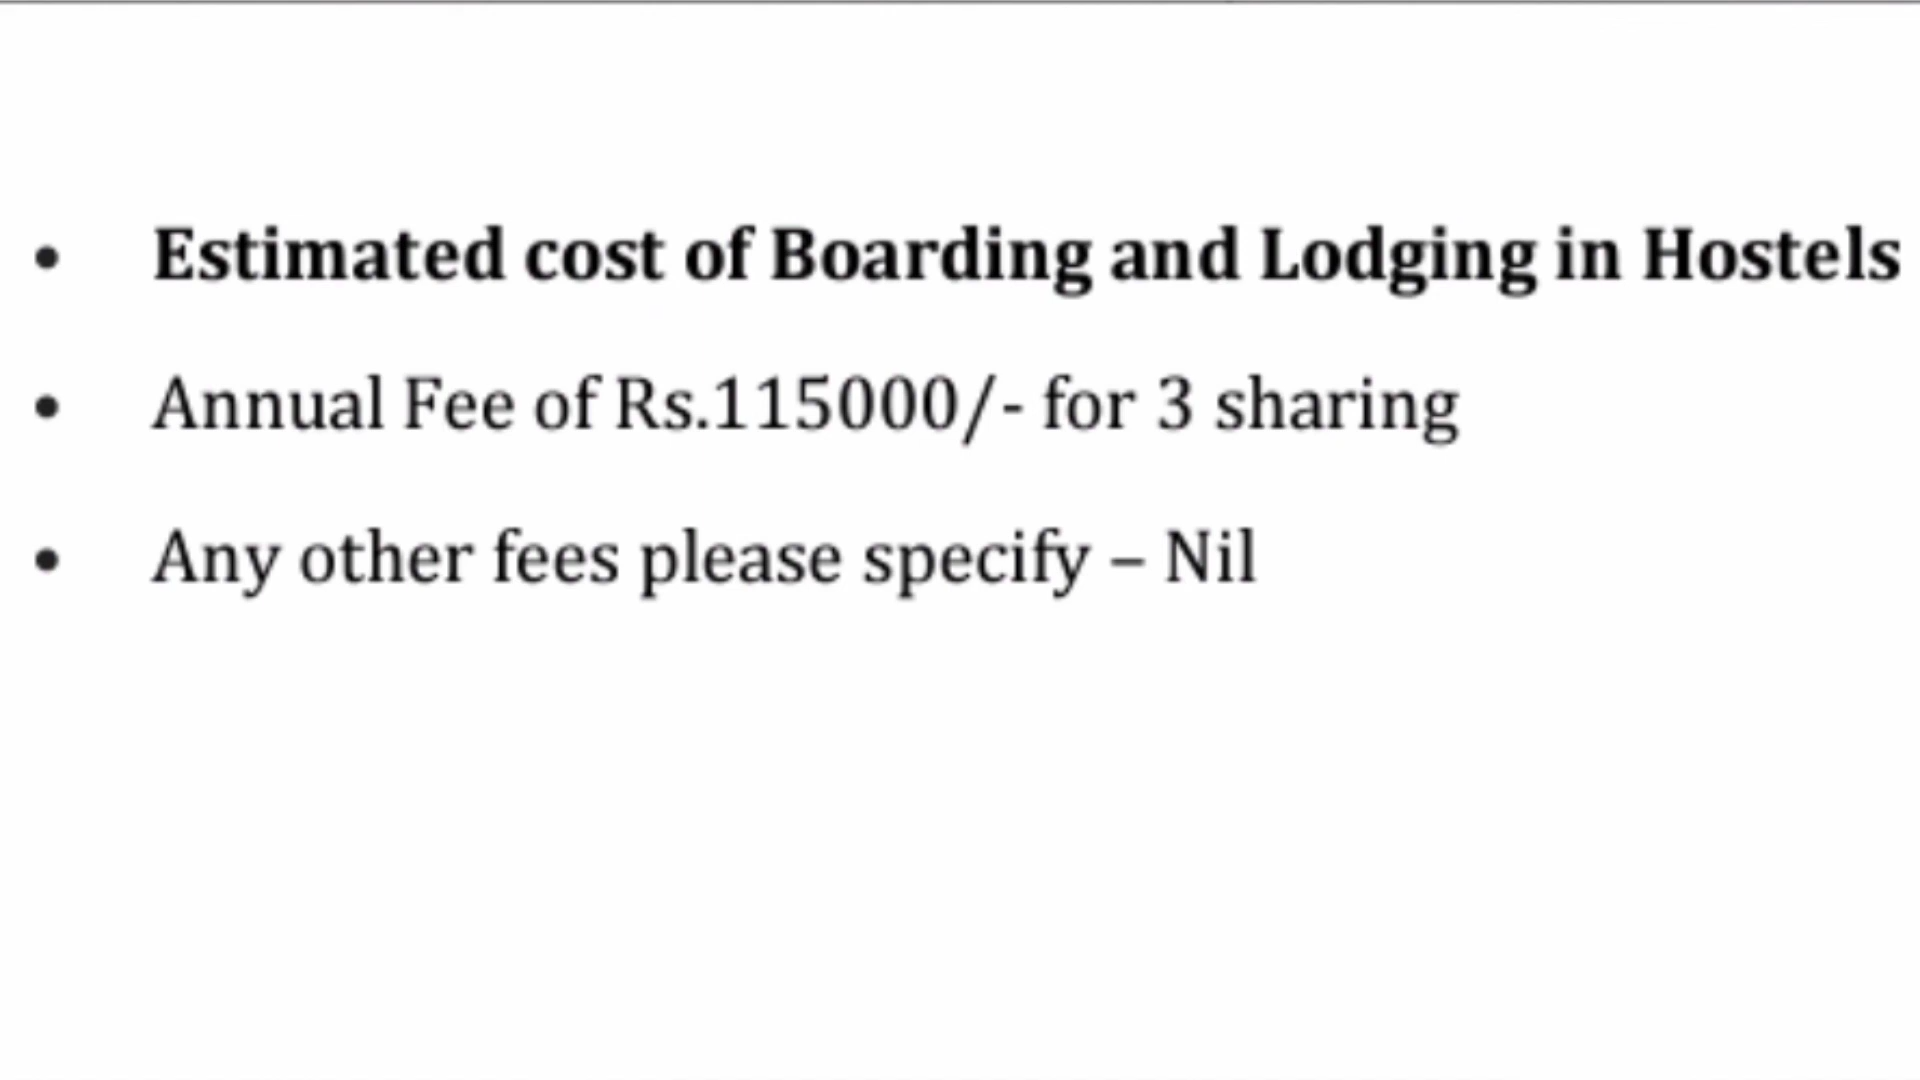 • Estimated cost of Boarding and Lodging in Hostels
• Annual Fee of Rs.115000/- for 3 sharing
• Any other fees please specify – Nil